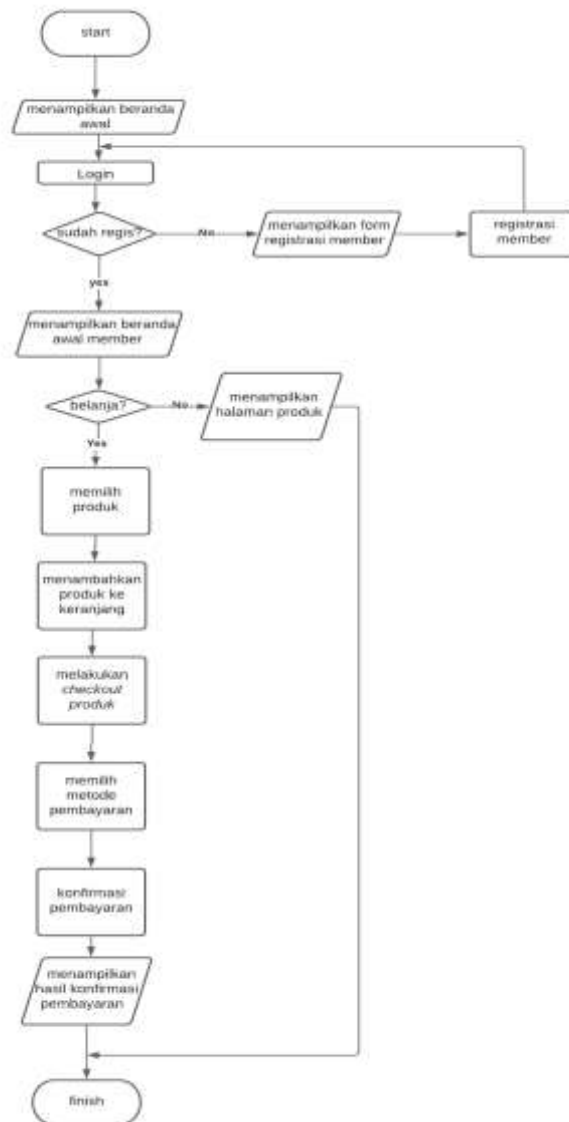 start
menampilkan beranda
awal
Login
sudah regis?
No
menampilkan form
registrasi member
registrasi
member
yes
menampilkan beranda
awal member
belanja?
No
menampilkan
halaman produk
Yes
memilih
produk
menambahkan
produk ke
keranjang
melakukan
checkout
produk
memilih
metode
pembayaran
konfirmasi
pembayaran
menampilkan
hasil konfirmasi
pembayaran
finish